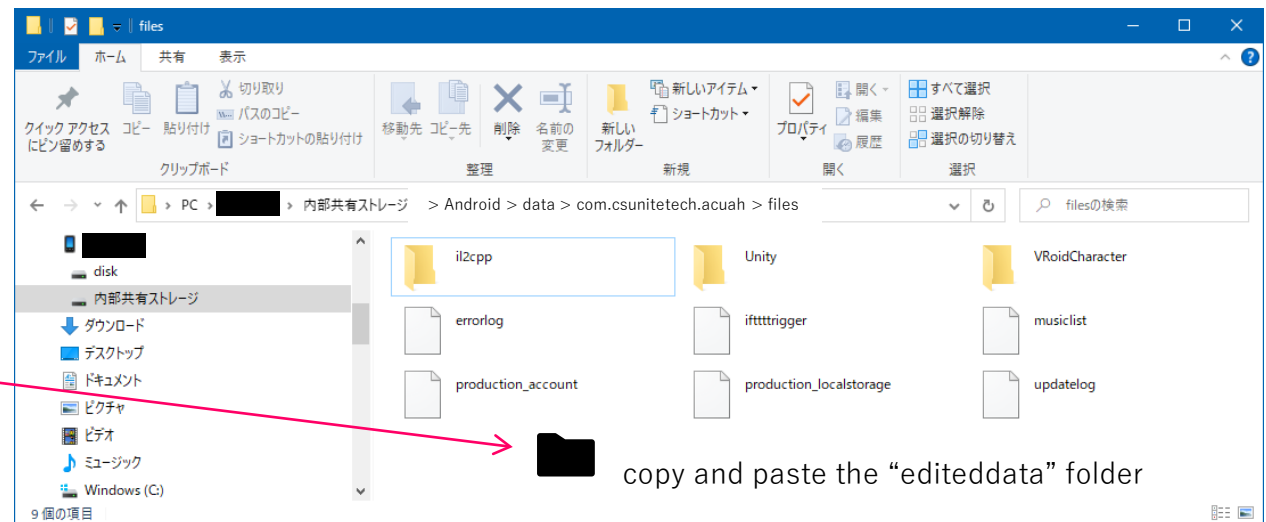 files
ファイル ホーム 共有 表示
クイック アクセス
にピン留めする
コピー
貼り付け
切り取り
パスのコピー
ショートカットの貼り付け
クリップボード
移動先
コピー先
削除
名前の
変更
整理
新しい
フォルダー
新しいアイテム
ショートカット
新規
プロパティ
開く
編集
履歴
開く
すべて選択
選択解除
選択の切り替え
選択
PC > > 内部共有ストレージ > Android > data > com.csunitetech.acuah > files
filesの検索
disk
内部共有ストレージ
ダウンロード
デスクトップ
ドキュメント
ピクチャ
ビデオ
ミュージック
Windows (C:)
il2cpp
Unity
VRoidCharacter
errorlog
iftttrigger
musiclist
production_account
production_localstorage
updatelog
copy and paste the “editeddata” folder
9 個の項目